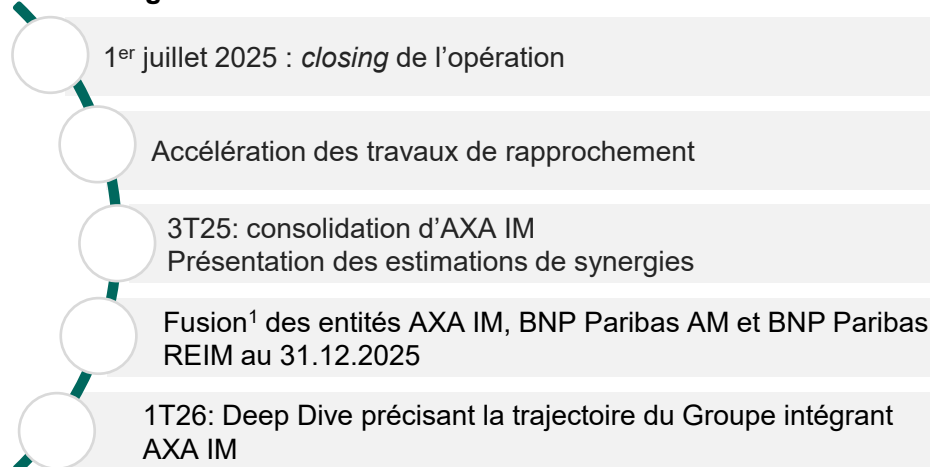 1er juillet 2025 : closing de l’opération
Accélération des travaux de rapprochement
3T25: consolidation d’AXA IM
Présentation des estimations de synergies
Fusion1 des entités AXA IM, BNP Paribas AM et BNP Paribas
REIM au 31.12.2025
1T26: Deep Dive précisant la trajectoire du Groupe intégrant
AXA IM